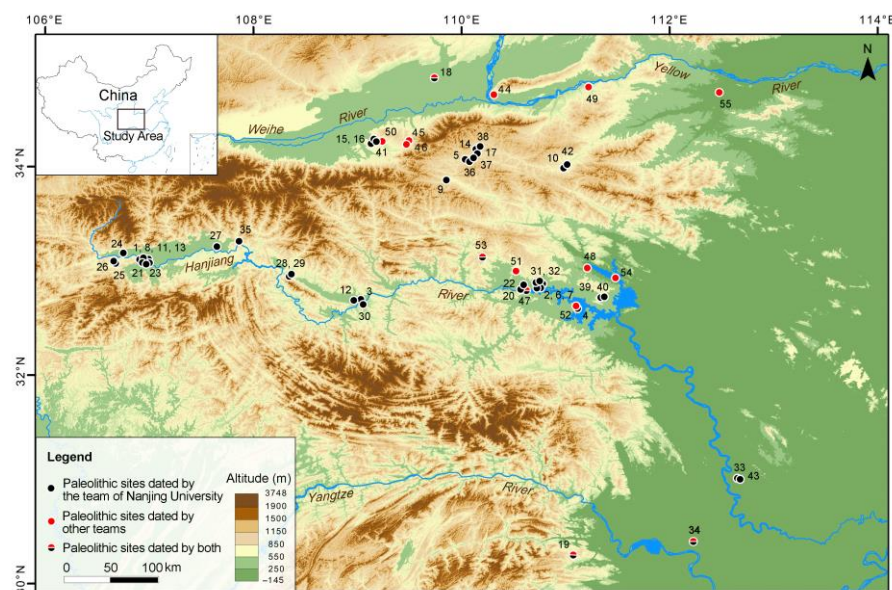 106°E
108°E
110°E
112°E
114°E
N
China
Study Area
18
44
Yellow
49
55
River
Weihe
15, 16
50
45
41
46
14
38
17
5
37
36
10
42
9
34°N
24
1, 8, 11, 13
27
35
26
25
21
23
Hanjiang
28, 29
53
51
31, 32
48
54
22
39
40
12
3
River
20
2, 6, 7
47
30
52
4
32°N
33
43
Yangtze
River
34
19
30°N
Legend
Paleolithic sites dated by
the team of Nanjing University
Paleolithic sites dated by
other teams
Paleolithic sites dated by both
0
100 km
Altitude (m)
3748
1900
1500
1150
850
550
250
−145